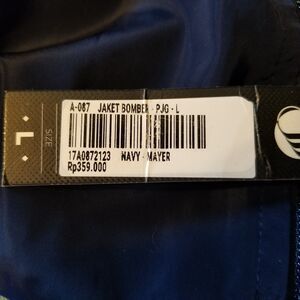 A-087 JAKET BOMBER - PJG - L
17A0872123 NAVY - MAYER
Rp359.000
SIZE
L